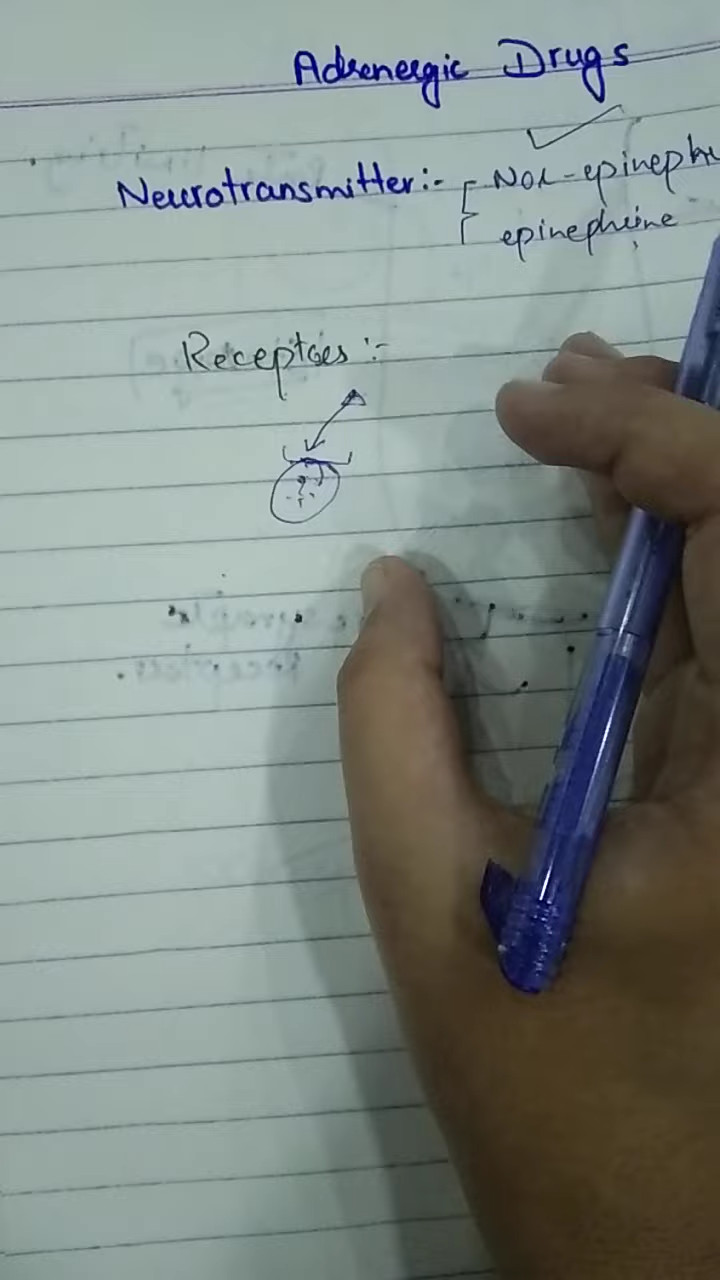 Adrenergic Drugs
Neurotransmitter:- Nor-epineph
epinephrine
Receptors :-